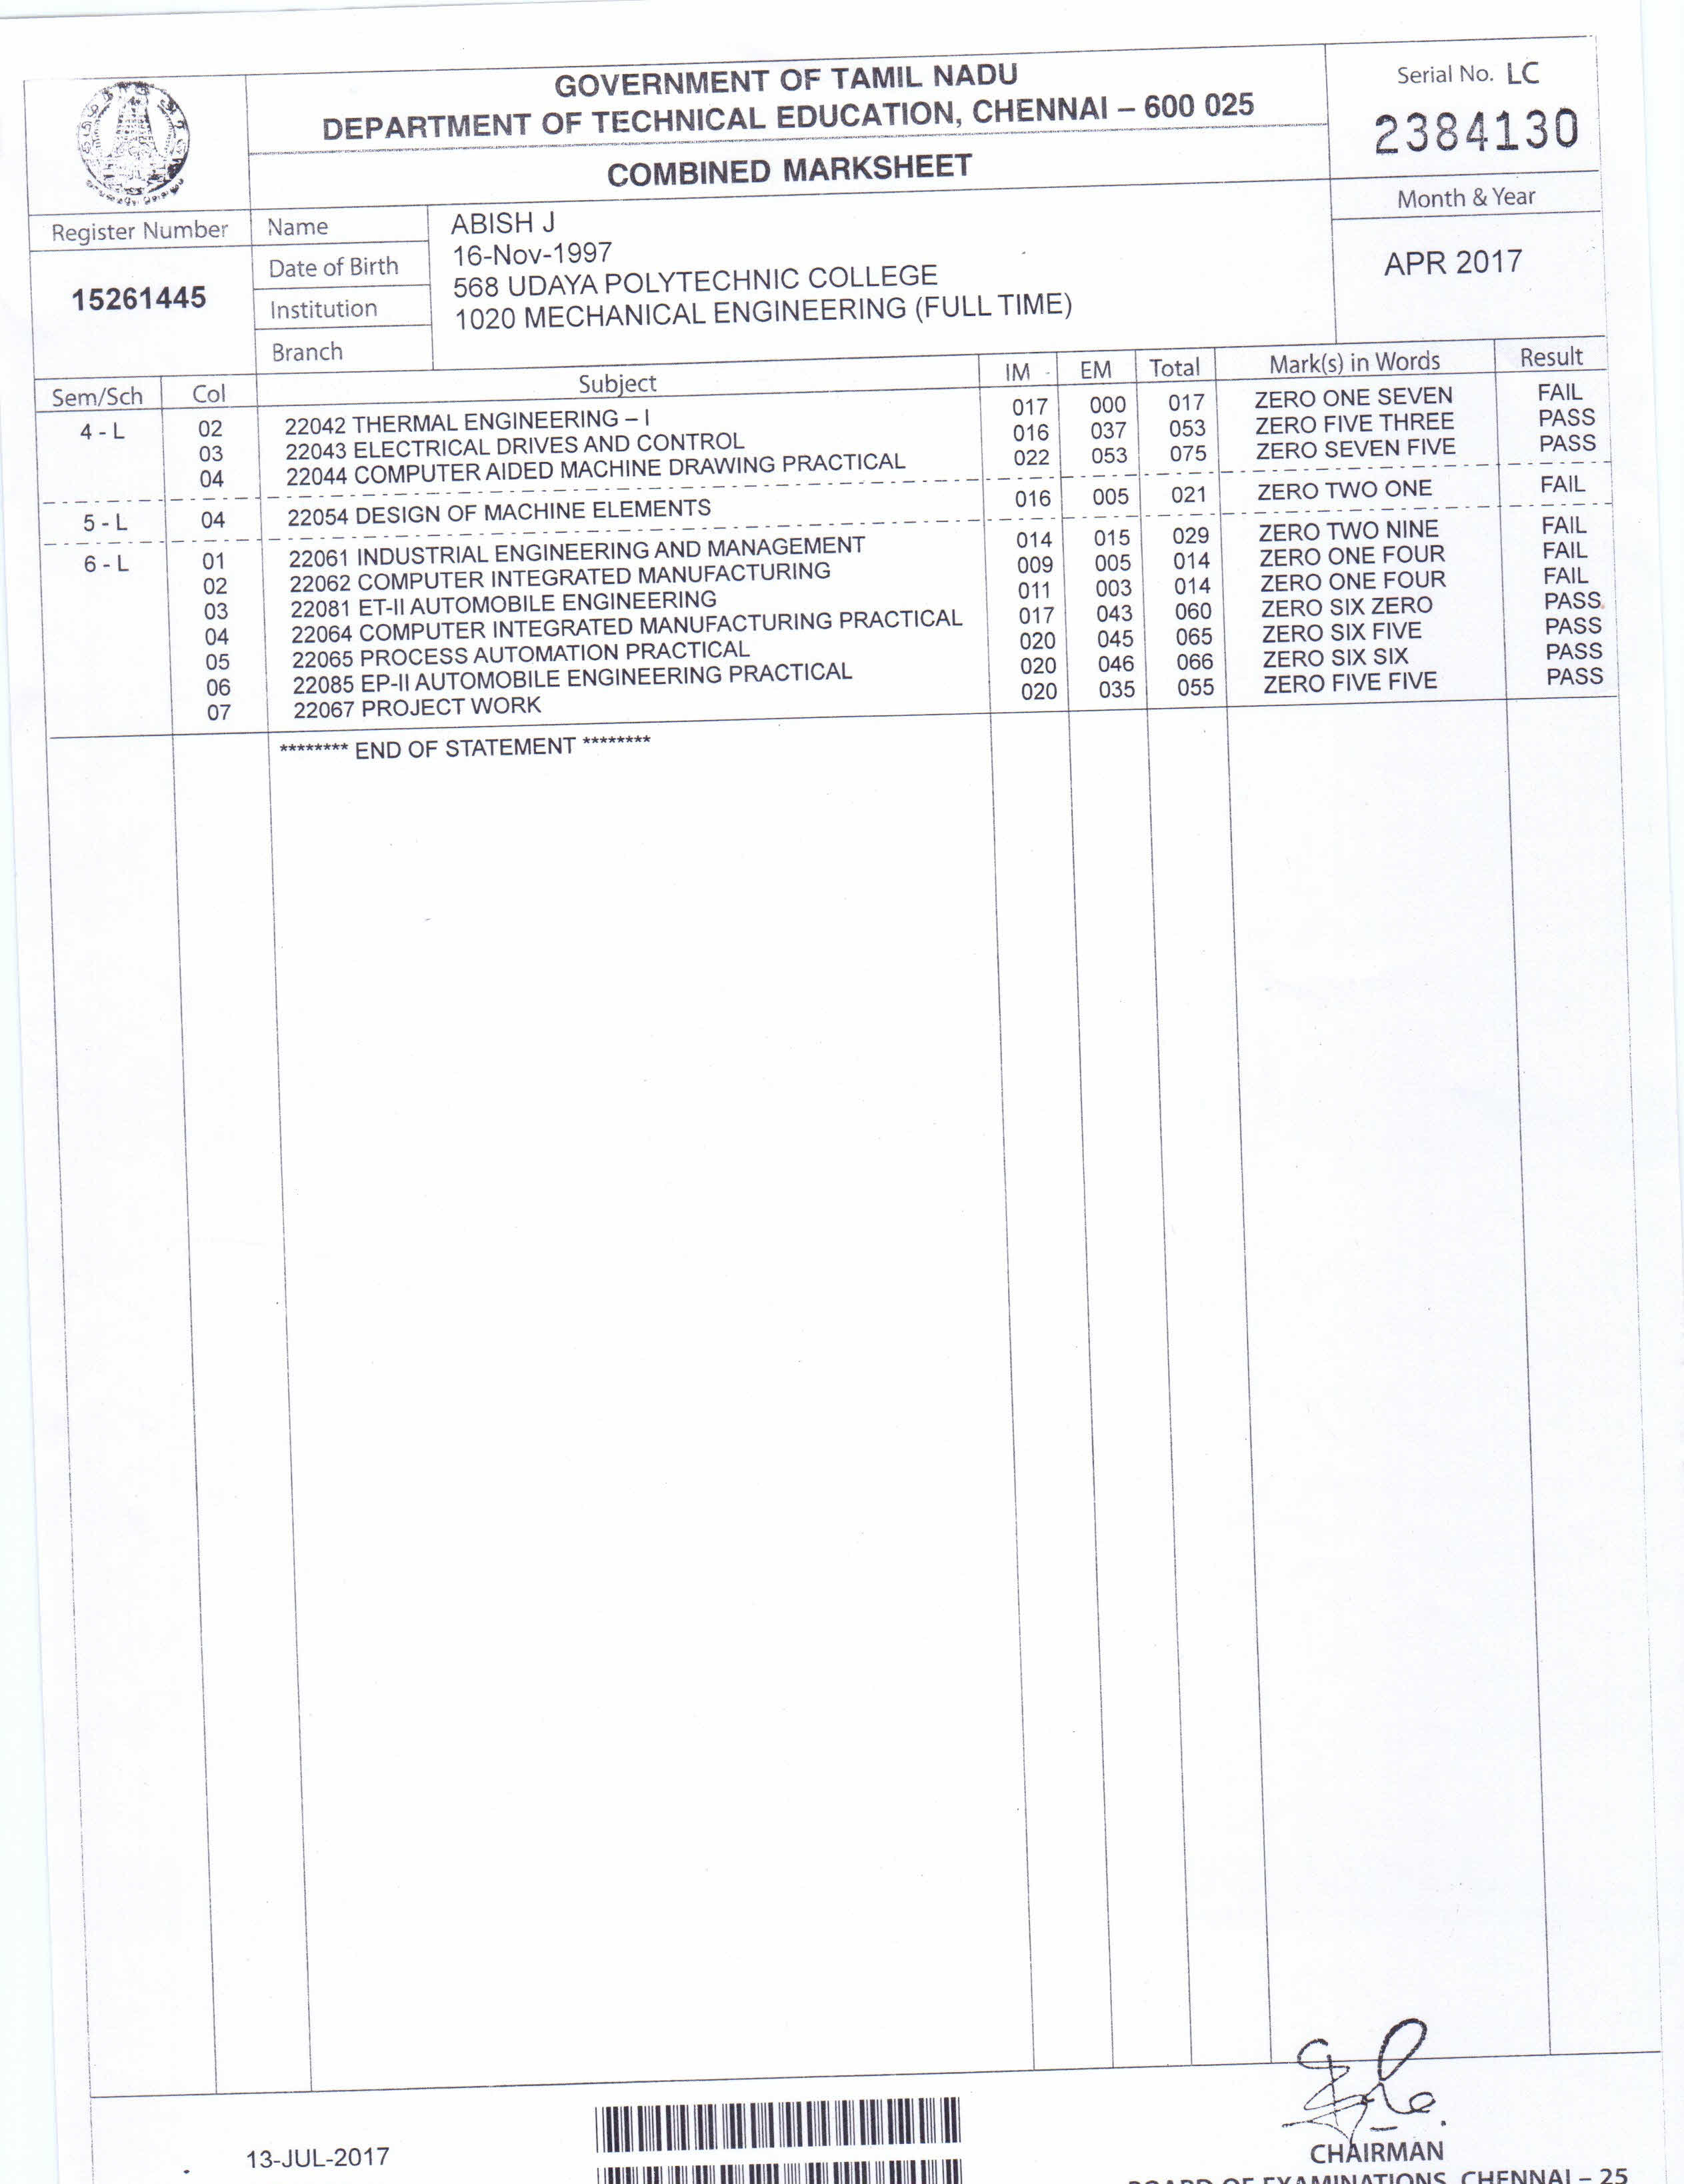 GOVERNMENT OF TAMIL NADU
DEPARTMENT OF TECHNICAL EDUCATION, CHENNAI – 600 025
COMBINED MARKSHEET
Serial No. LC
2384130
Month & Year
APR 2017
Register Number
15261445
Name ABISH J
Date of Birth 16-Nov-1997
Institution 568 UDAYA POLYTECHNIC COLLEGE
Branch 1020 MECHANICAL ENGINEERING (FULL TIME)
Sem/Sch Col Subject IM EM Total Mark(s) in Words Result
4 - L 02 22042 THERMAL ENGINEERING – I 017 000 017 ZERO ONE SEVEN FAIL
03 22043 ELECTRICAL DRIVES AND CONTROL 016 037 053 ZERO FIVE THREE PASS
04 22044 COMPUTER AIDED MACHINE DRAWING PRACTICAL 022 053 075 ZERO SEVEN FIVE PASS
5 - L 04 22054 DESIGN OF MACHINE ELEMENTS 016 005 021 ZERO TWO ONE FAIL
6 - L 01 22061 INDUSTRIAL ENGINEERING AND MANAGEMENT 014 015 029 ZERO TWO NINE FAIL
02 22062 COMPUTER INTEGRATED MANUFACTURING 009 005 014 ZERO ONE FOUR FAIL
03 22081 ET-II AUTOMOBILE ENGINEERING 011 003 014 ZERO ONE FOUR FAIL
04 22064 COMPUTER INTEGRATED MANUFACTURING PRACTICAL 017 043 060 ZERO SIX ZERO PASS
05 22065 PROCESS AUTOMATION PRACTICAL 020 045 065 ZERO SIX FIVE PASS
06 22085 EP-II AUTOMOBILE ENGINEERING PRACTICAL 020 046 066 ZERO SIX SIX PASS
07 22067 PROJECT WORK 020 035 055 ZERO FIVE FIVE PASS
******** END OF STATEMENT ********
13-JUL-2017
CHAIRMAN
BOARD OF EXAMINATIONS, CHENNAI – 25